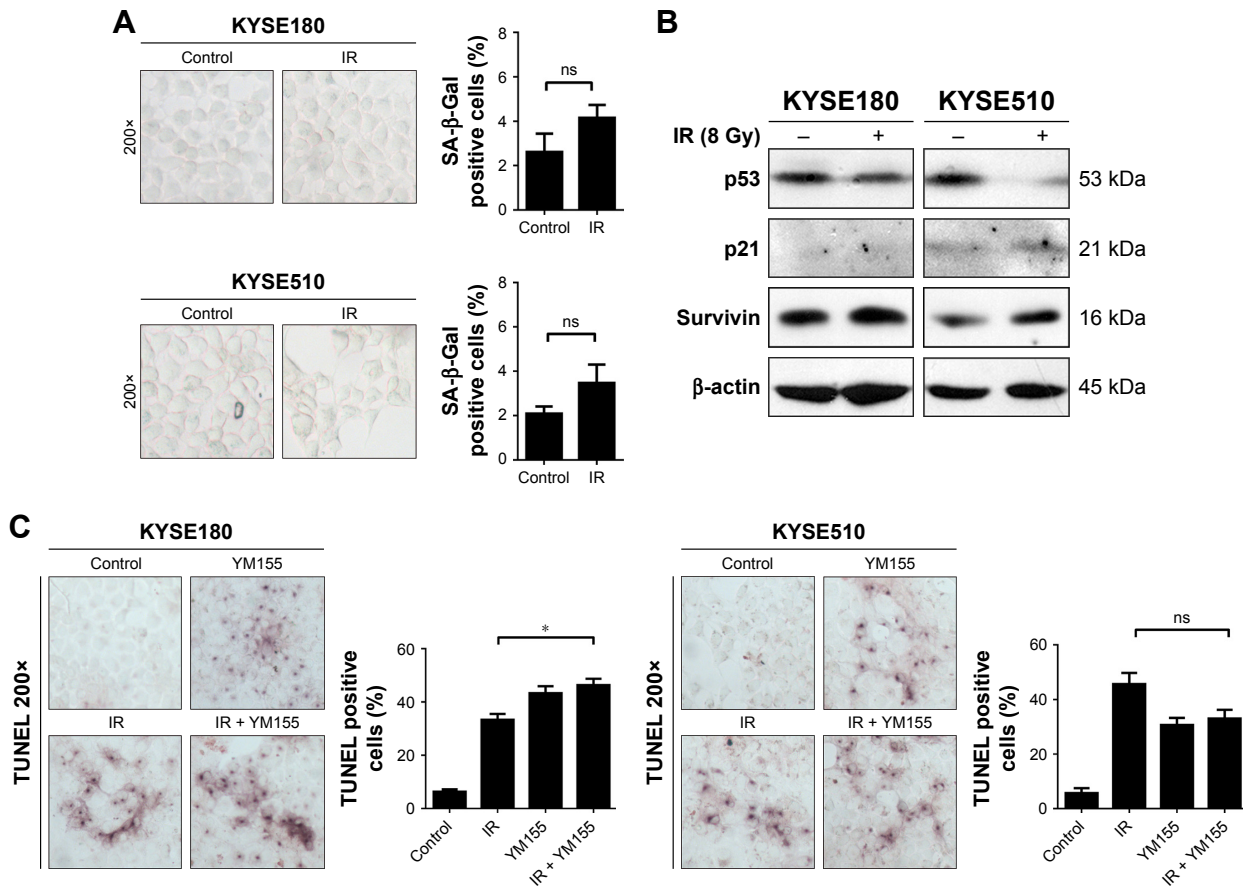 A
KYSE180
Control IR
200×
SA-β-Gal
positive cells (%)
8
6
4
2
0
ns
Control IR
KYSE510
Control IR
200×
SA-β-Gal
positive cells (%)
8
6
4
2
0
ns
Control IR
B
KYSE180 KYSE510
IR (8 Gy) – + – +
p53 53 kDa
p21 21 kDa
Survivin 16 kDa
β-actin 45 kDa
C
KYSE180
Control YM155
IR IR + YM155
TUNEL 200×
TUNEL positive
cells (%)
60
40
20
0
*
Control IR YM155 IR + YM155
KYSE510
Control YM155
IR IR + YM155
TUNEL 200×
TUNEL positive
cells (%)
60
40
20
0
ns
Control IR YM155 IR + YM155